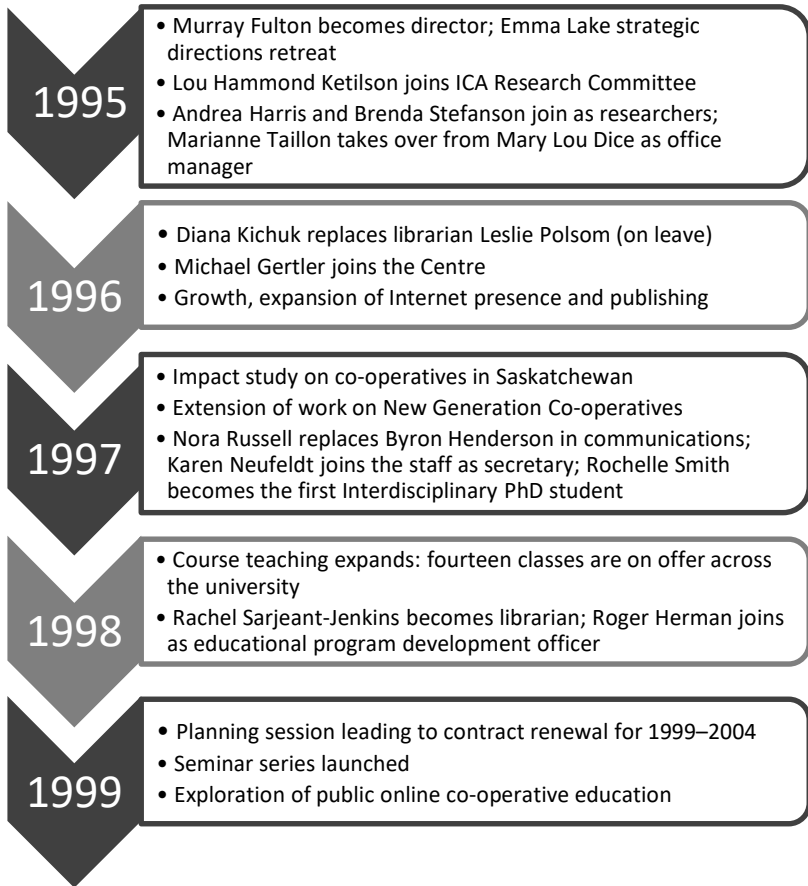 1995
• Murray Fulton becomes director; Emma Lake strategic
directions retreat
• Lou Hammond Ketilson joins ICA Research Committee
• Andrea Harris and Brenda Stefanson join as researchers;
Marianne Taillon takes over from Mary Lou Dice as office
manager
1996
• Diana Kichuk replaces librarian Leslie Polsom (on leave)
• Michael Gertler joins the Centre
• Growth, expansion of Internet presence and publishing
1997
• Impact study on co-operatives in Saskatchewan
• Extension of work on New Generation Co-operatives
• Nora Russell replaces Byron Henderson in communications;
Karen Neufeldt joins the staff as secretary; Rochelle Smith
becomes the first Interdisciplinary PhD student
1998
• Course teaching expands: fourteen classes are on offer across
the university
• Rachel Sarjeant-Jenkins becomes librarian; Roger Herman joins
as educational program development officer
1999
• Planning session leading to contract renewal for 1999–2004
• Seminar series launched
• Exploration of public online co-operative education